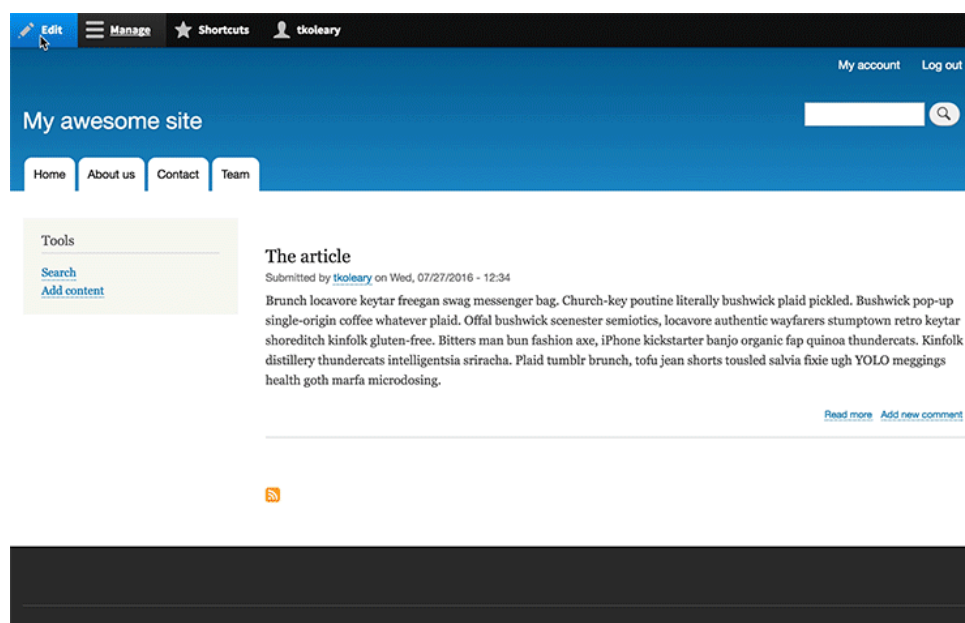 Edit Manage Shortcuts tkoleary
My account Log out
My awesome site
Home About us Contact Team
Tools
Search
Add content
The article
Submitted by tkoleary on Wed, 07/27/2016 - 12:34
Brunch locavore keytar freegan swag messenger bag. Church-key poutine literally bushwick plaid pickled. Bushwick pop-up
single-origin coffee whatever plaid. Offal bushwick scenester semiotics, locavore authentic wayfarers stumptown retro keytar
shoreditch kinfolk gluten-free. Bitters man bun fashion axe, iPhone kickstarter banjo organic fap quinoa thundercats. Kinfolk
distillery thundercats intelligentsia sriracha. Plaid tumblr brunch, tofu jean shorts tousled salvia fixie ugh YOLO meggings
health goth marfa microdosing.
Read more Add new comment